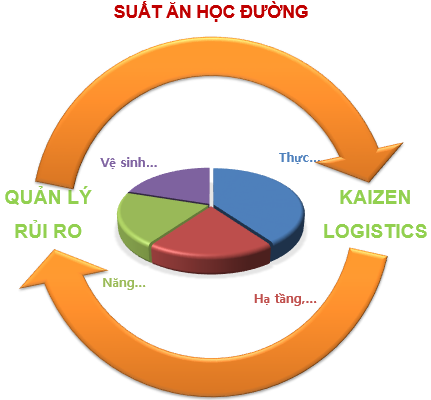 SUẤT ĂN HỌC ĐƯỜNG
Vệ sinh...
Thực...
QUẢN LÝ
RỦI RO
KAIZEN
LOGISTICS
Năng...
Hạ tầng,...